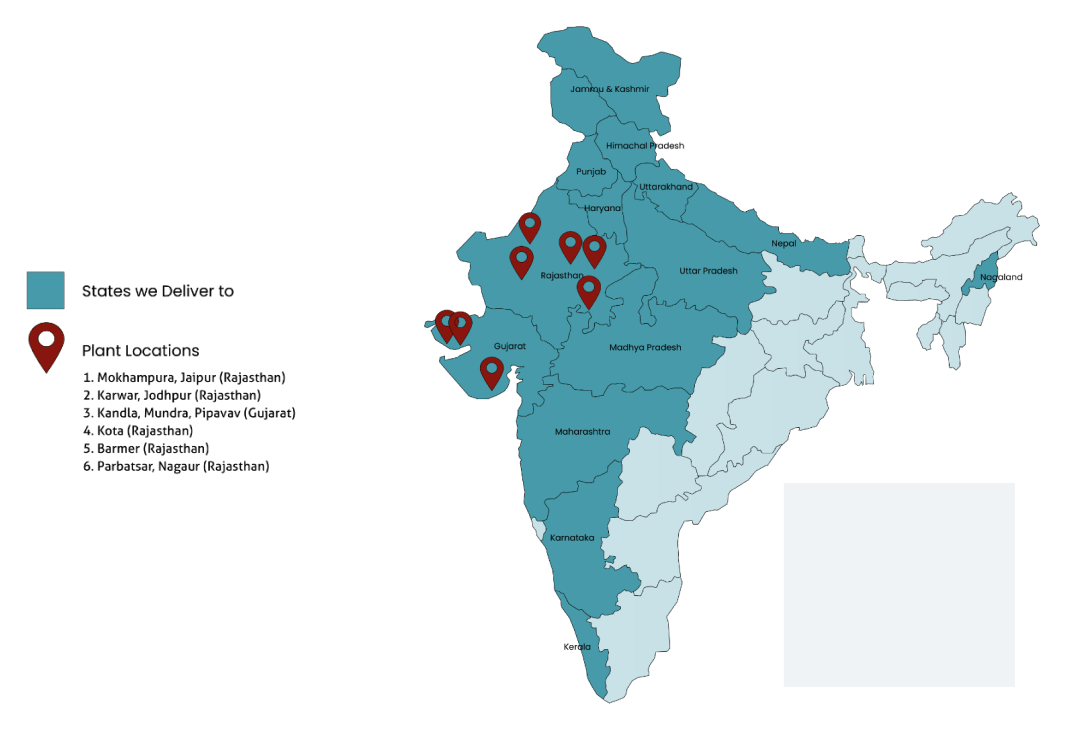 Jammu & Kashmir
Himachal Pradesh
Punjab
Uttarakhand
Haryana
Nepal
Rajasthan
Uttar Pradesh
Nagaland
States we Deliver to
Gujarat
Madhya Pradesh
Plant Locations
1. Mokhampura, Jaipur (Rajasthan)
2. Karwar, Jodhpur (Rajasthan)
3. Kandla, Mundra, Pipavav (Gujarat)
4. Kota (Rajasthan)
5. Barmer (Rajasthan)
6. Parbatsar, Nagaur (Rajasthan)
Maharashtra
Karnataka
Kerala